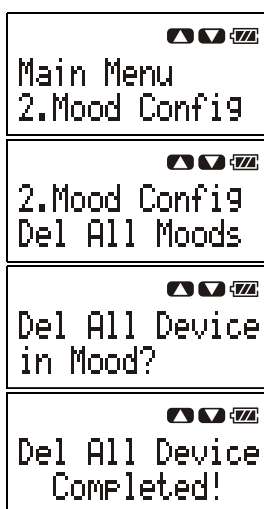 Main Menu
2.Mood Config
2.Mood Config
Del All Moods
Del All Device
in Mood?
Del All Device
Completed!